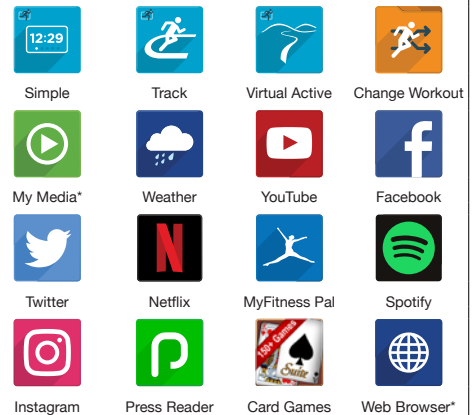 12:29
Simple
Track
Virtual Active
Change Workout
My Media*
Weather
YouTube
Facebook
Twitter
Netflix
MyFitness Pal
Spotify
150+ Games
Suite
Instagram
Press Reader
Card Games
Web Browser*